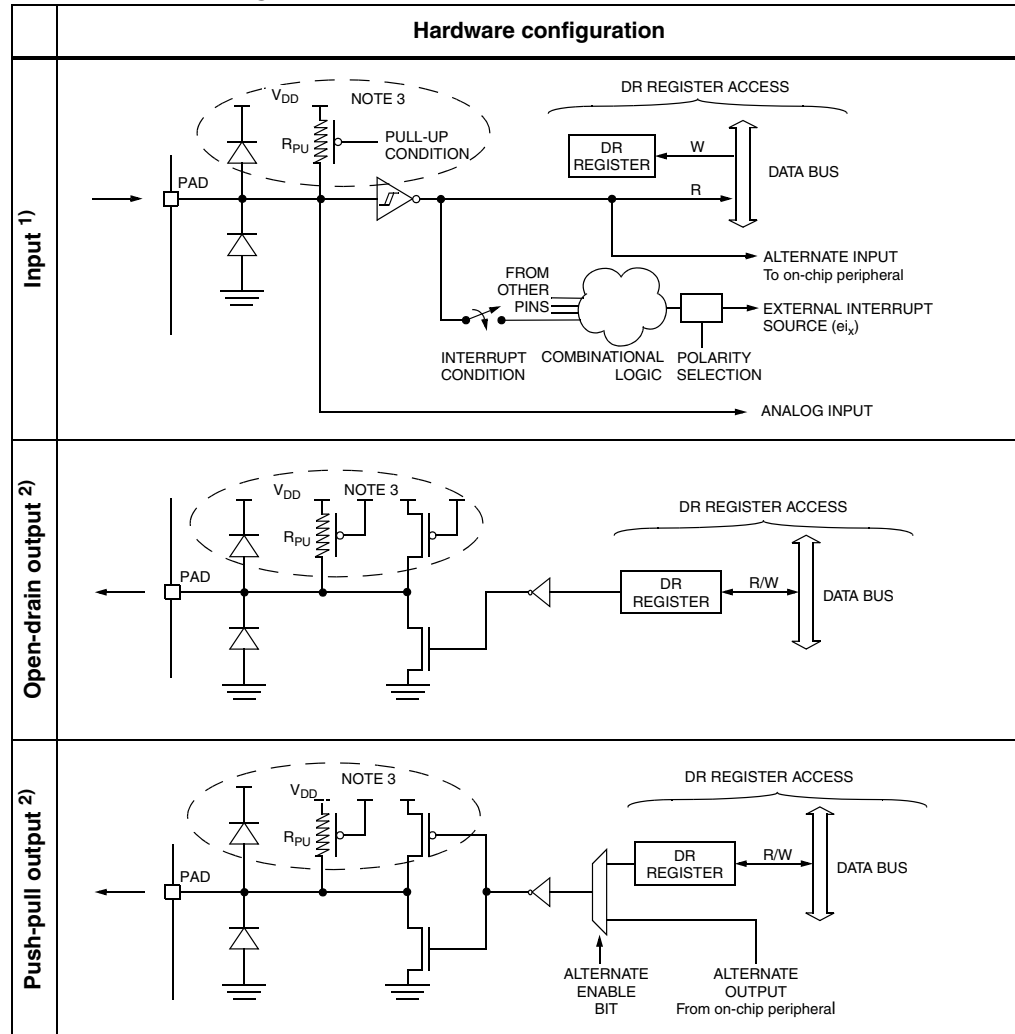 Hardware configuration
Input 1)
DR REGISTER ACCESS
VDD
NOTE 3
RPU
PULL-UP
CONDITION
DR
REGISTER
W
DATA BUS
PAD
R
ALTERNATE INPUT
To on-chip peripheral
FROM
OTHER
PINS
EXTERNAL INTERRUPT
SOURCE (eix)
INTERRUPT
CONDITION
COMBINATIONAL
LOGIC
POLARITY
SELECTION
ANALOG INPUT
Open-drain output 2)
VDD
NOTE 3
DR REGISTER ACCESS
RPU
PAD
DR
REGISTER
R/W
DATA BUS
Push-pull output 2)
NOTE 3
DR REGISTER ACCESS
VDD
RPU
DR
REGISTER
R/W
DATA BUS
PAD
ALTERNATE
ENABLE
BIT
ALTERNATE
OUTPUT
From on-chip peripheral